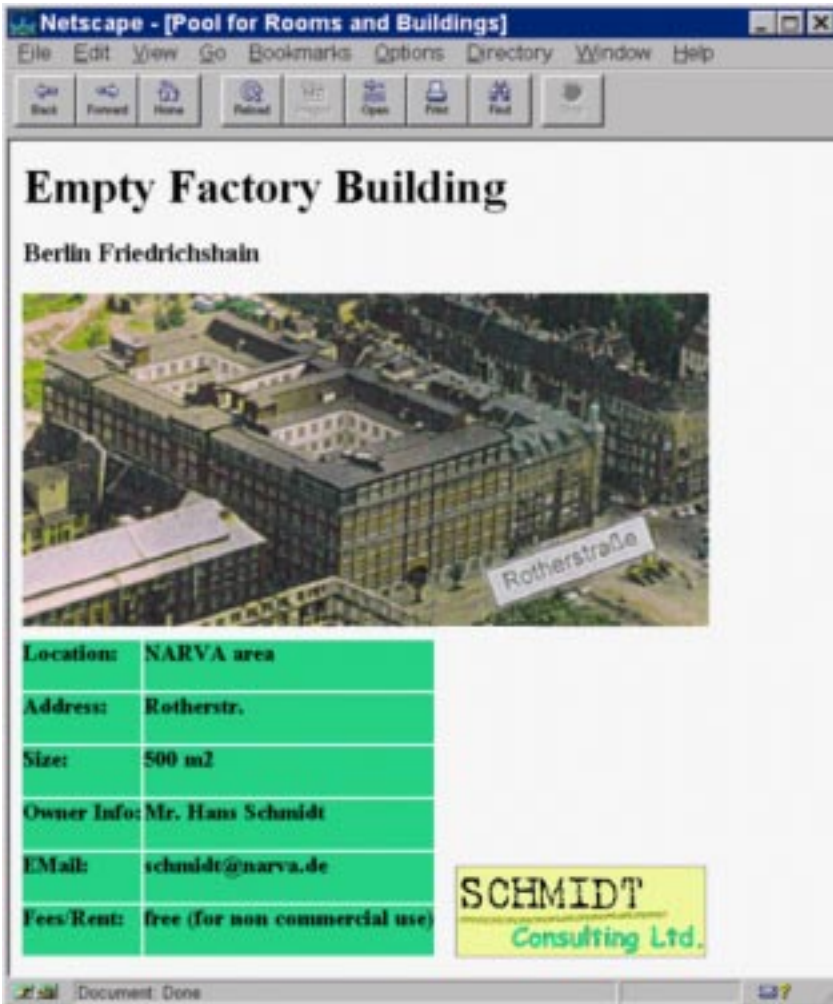 Netscape - [Pool for Rooms and Buildings]
File Edit View Go Bookmarks Options Directory Window Help
Back Forward Home Reload Open Print Find
Empty Factory Building
Berlin Friedrichshain
Rotherstraße
Location: NARVA area
Address: Rotherstr.
Size: 500 m2
Owner Info: Mr. Hans Schmidt
EMail: schmidt@narva.de
Fees/Rent: free (for non commercial use)
SCHMIDT
Consulting Ltd.
Document: Done